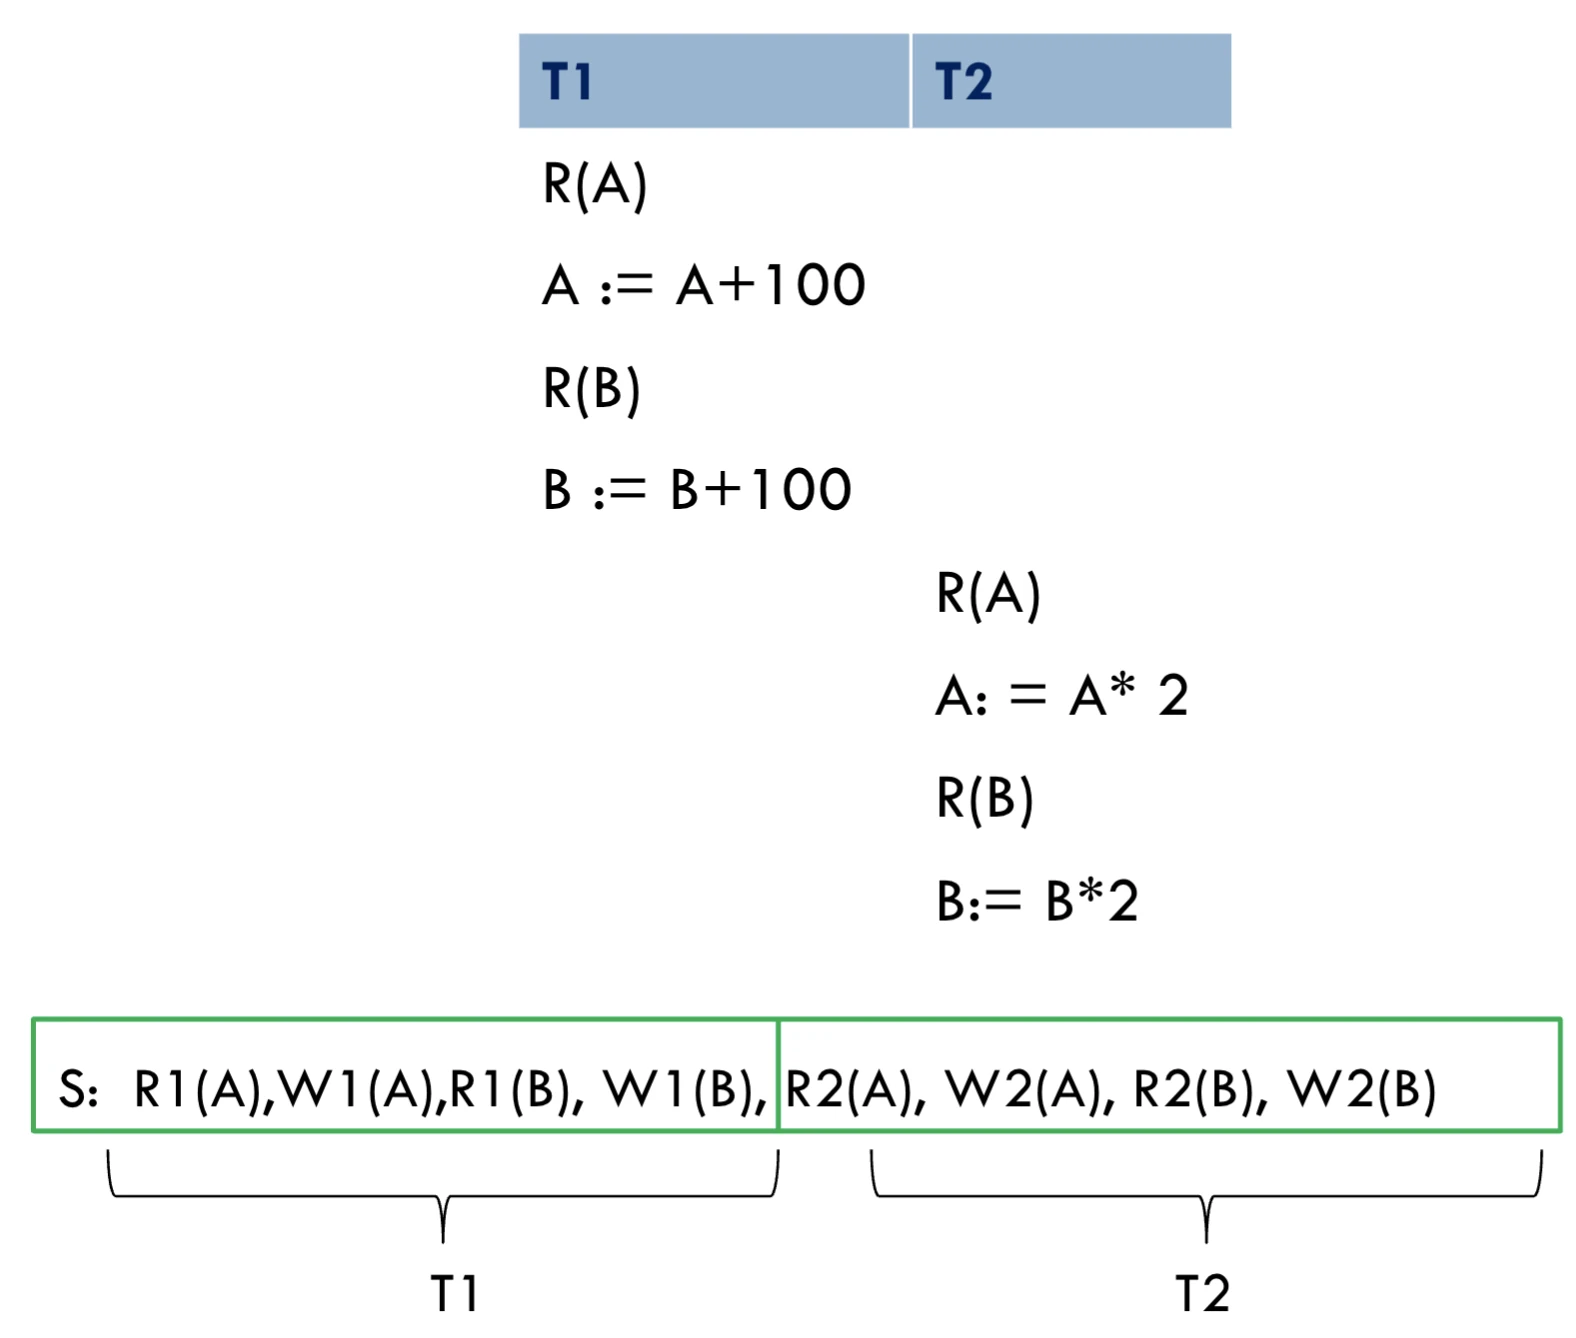 T1 T2
R(A)
A := A+100
R(B)
B := B+100
R(A)
A: = A* 2
R(B)
B:= B*2
S: R1(A),W1(A),R1(B), W1(B), R2(A), W2(A), R2(B), W2(B)
T1 T2